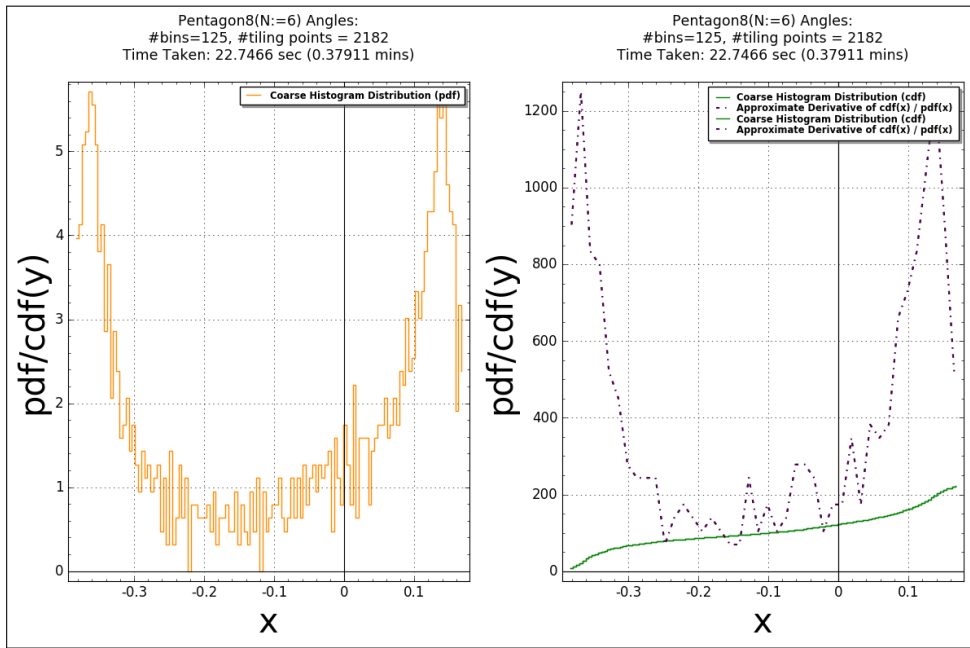 Pentagon8(N:=6) Angles:
#bins=125, #tiling points = 2182
Time Taken: 22.7466 sec (0.37911 mins)
Coarse Histogram Distribution (pdf)
pdf/cdf(y)
5
4
3
2
1
0
-0.3
-0.2
-0.1
0
0.1
x
Pentagon8(N:=6) Angles:
#bins=125, #tiling points = 2182
Time Taken: 22.7466 sec (0.37911 mins)
Coarse Histogram Distribution (cdf)
Approximate Derivative of cdf(x) / pdf(x)
Coarse Histogram Distribution (cdf)
Approximate Derivative of cdf(x) / pdf(x)
pdf/cdf(y)
1200
1000
800
600
400
200
0
-0.3
-0.2
-0.1
0
0.1
x